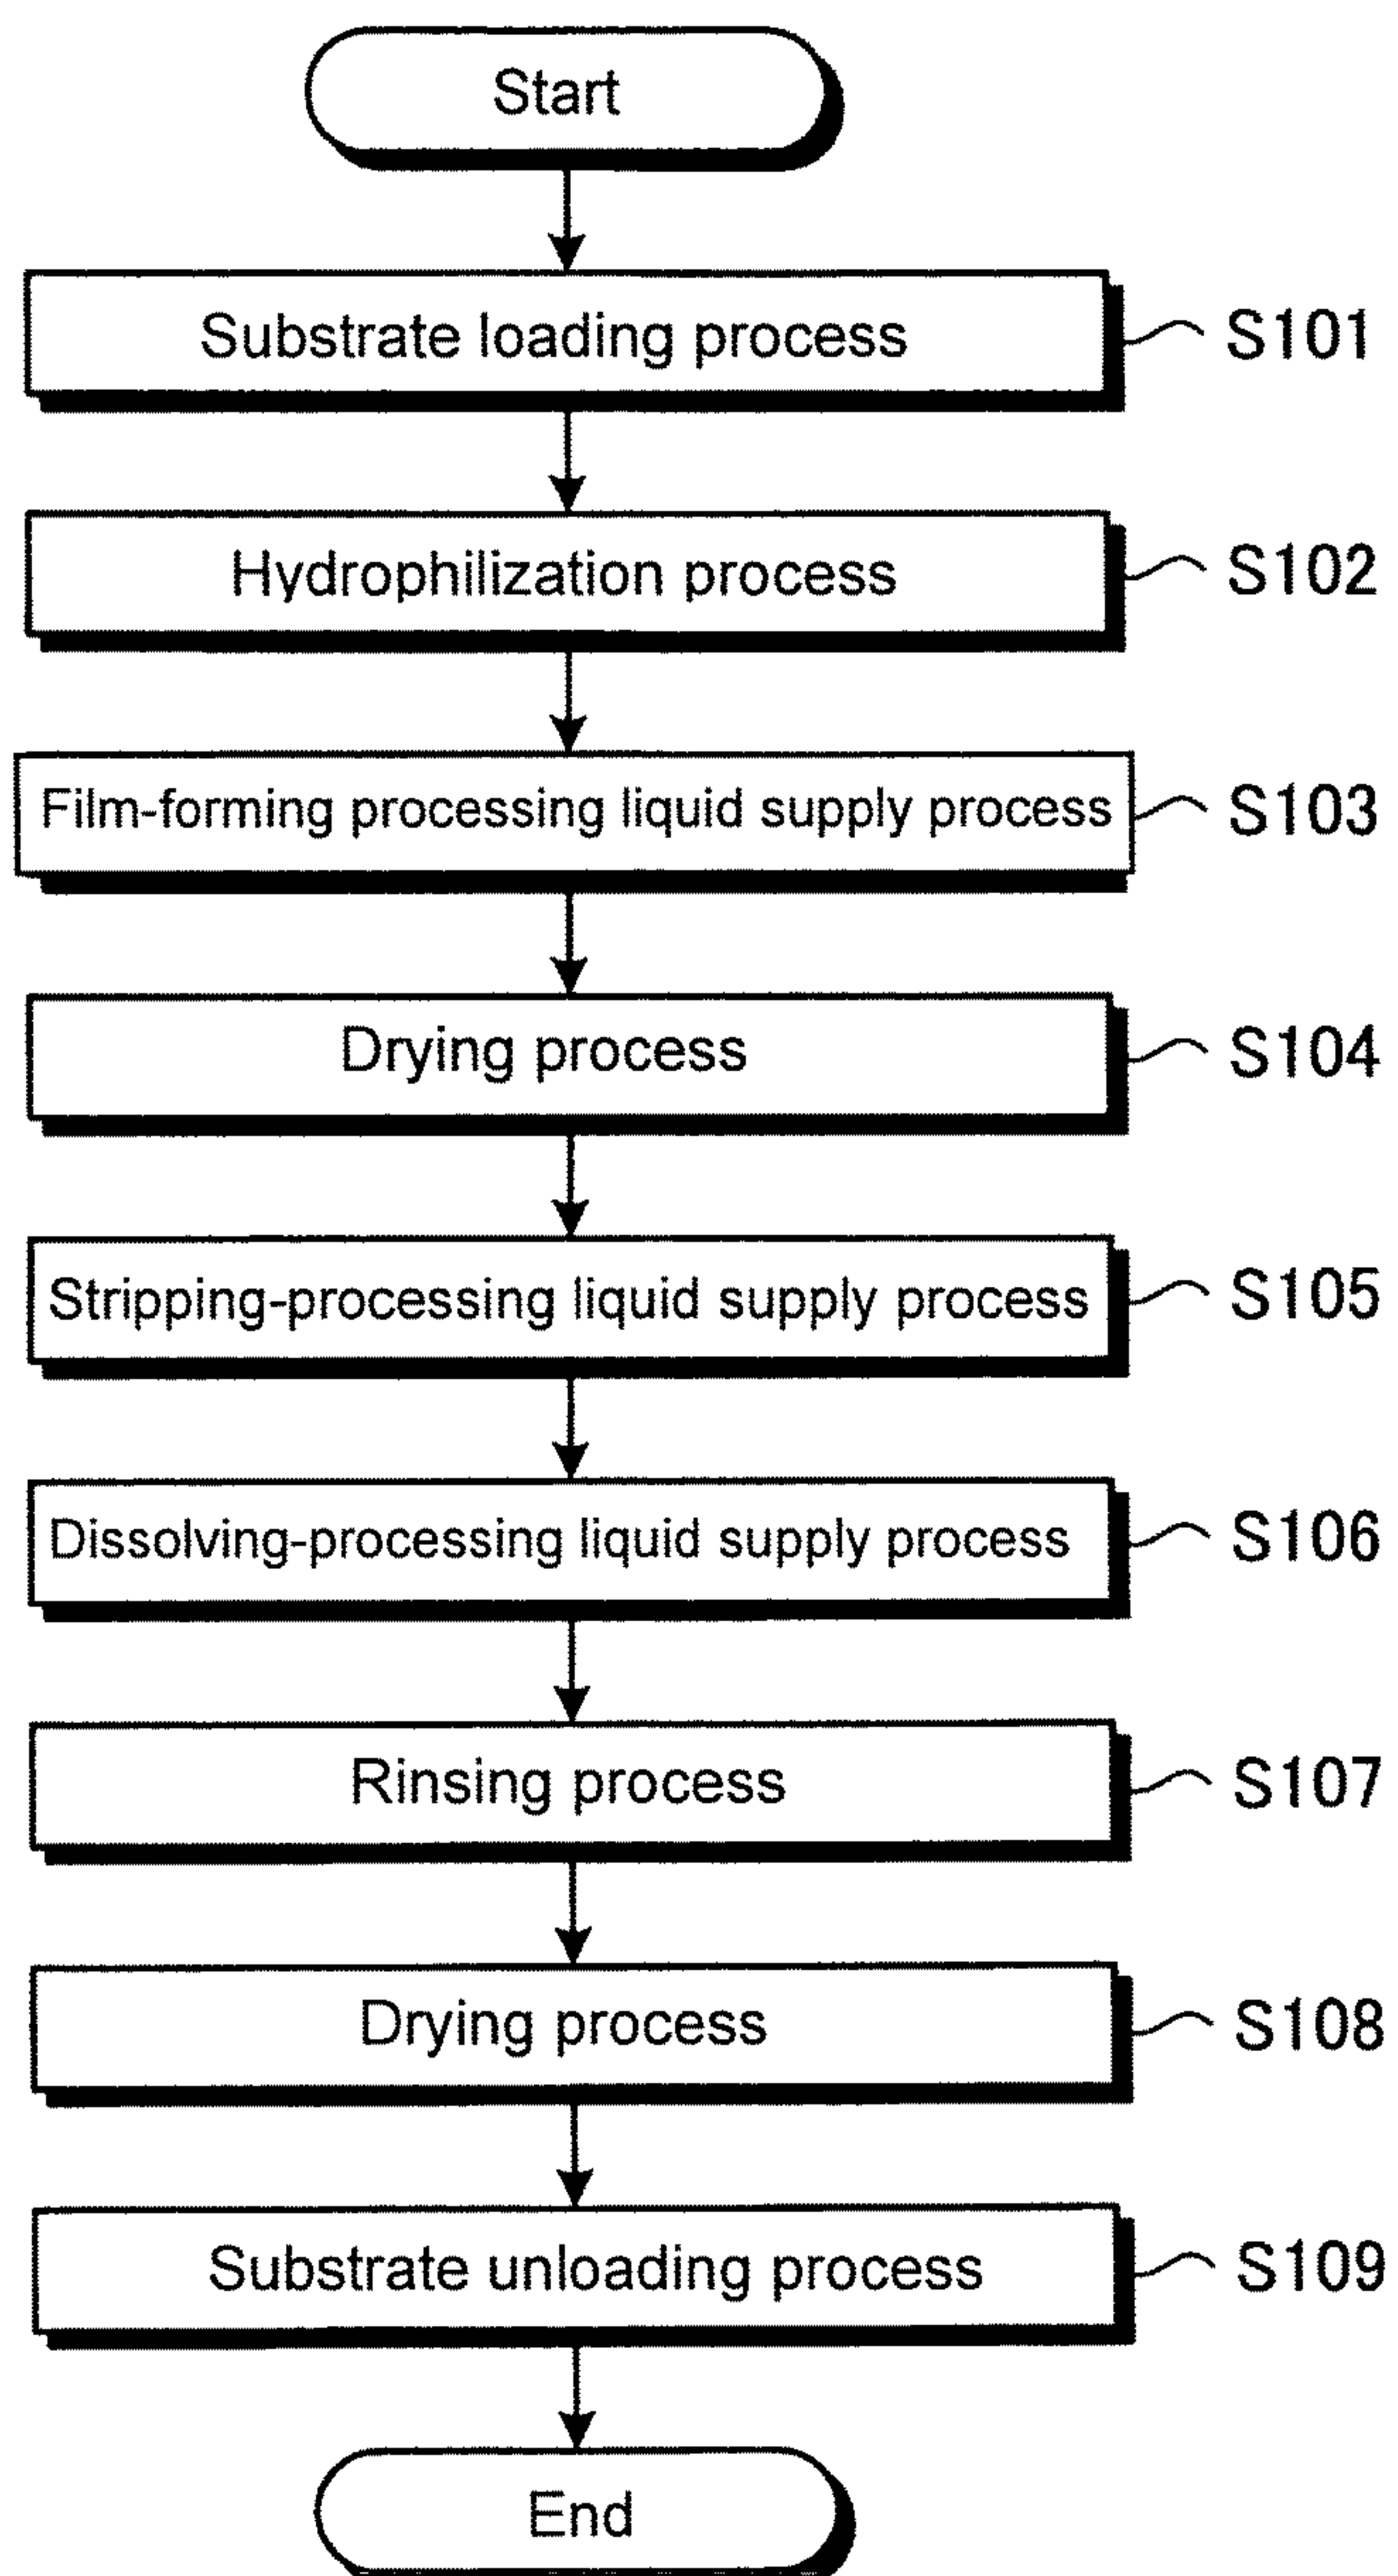 Start
Substrate loading process S101
Hydrophilization process S102
Film-forming processing liquid supply process S103
Drying process S104
Stripping-processing liquid supply process S105
Dissolving-processing liquid supply process S106
Rinsing process S107
Drying process S108
Substrate unloading process S109
End